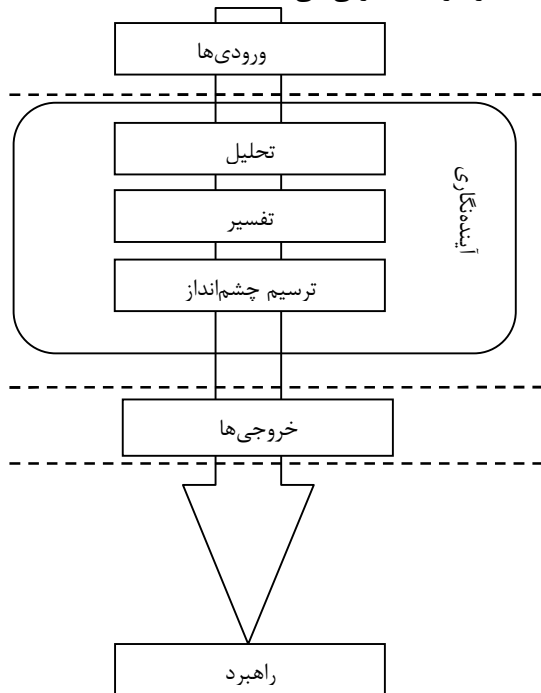 ورودی‌ها
تحلیل
تفسیر
ترسیم چشم‌انداز
آینده‌نگاری
خروجی‌ها
راهبرد